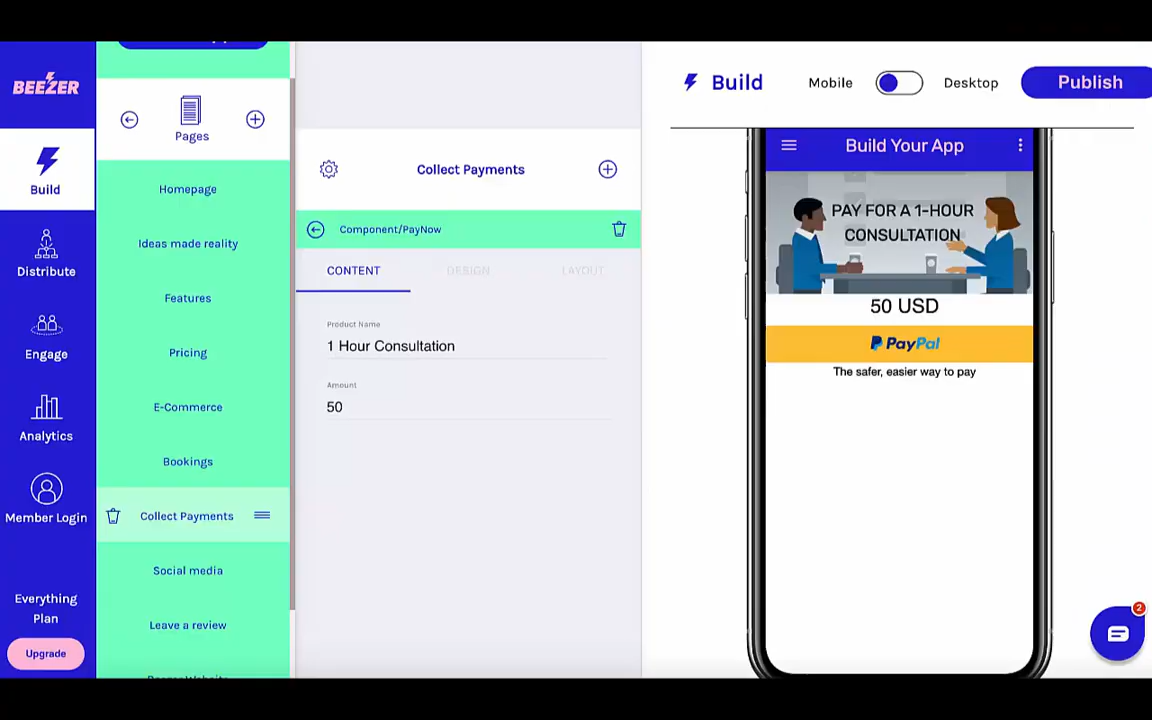 BEEZER
Build
Distribute
Engage
Analytics
Member Login
Everything
Plan
Upgrade
Pages
Homepage
Ideas made reality
Features
Pricing
E-Commerce
Bookings
Collect Payments
Social media
Leave a review
Collect Payments
Component/PayNow
CONTENT
DESIGN
LAYOUT
Product Name
1 Hour Consultation
Amount
50
Build
Mobile
Desktop
Publish
Build Your App
PAY FOR A 1-HOUR
CONSULTATION
50 USD
PayPal
The safer, easier way to pay
2